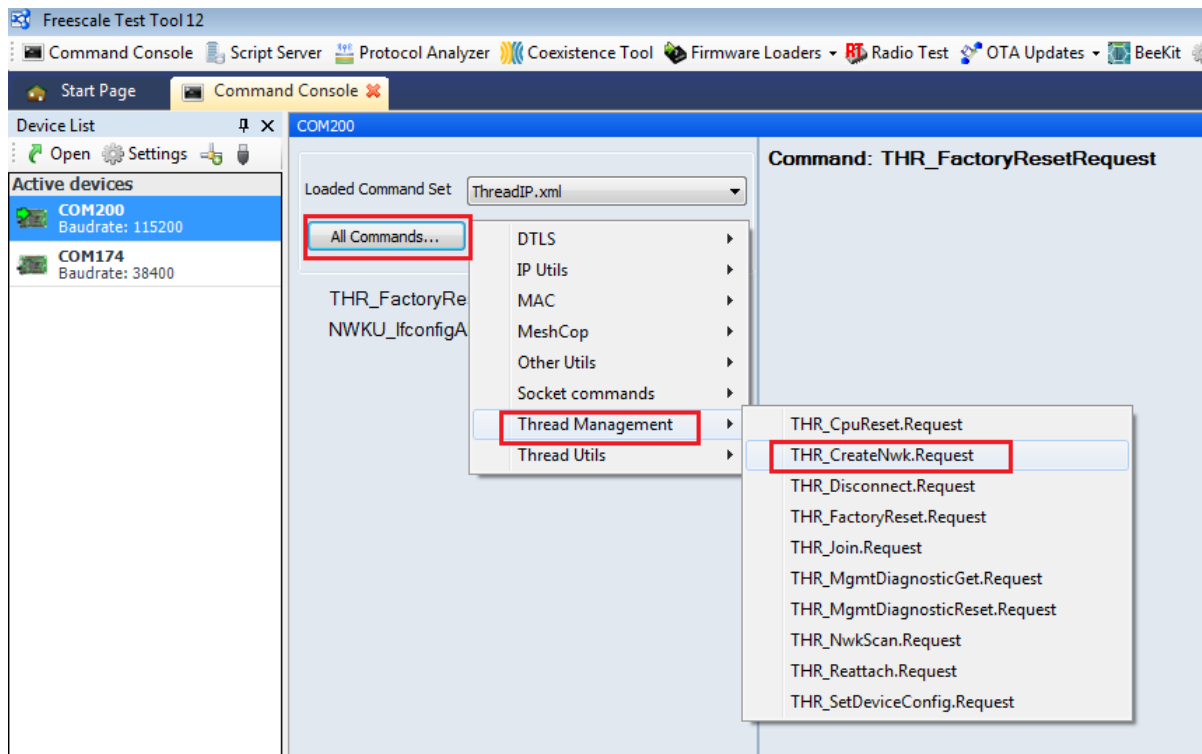 Freescale Test Tool 12
Command Console Script Server Protocol Analyzer Coexistence Tool Firmware Loaders Radio Test OTA Updates BeeKit
Start Page Command Console
Device List
COM200
Open Settings
Active devices
COM200
Baudrate: 115200
COM174
Baudrate: 38400
Loaded Command Set ThreadIP.xml
All Commands...
THR_FactoryRe
NWKU_IfconfigA
DTLS
IP Utils
MAC
MeshCop
Other Utils
Socket commands
Thread Management
Thread Utils
THR_CpuReset.Request
THR_CreateNwk.Request
THR_Disconnect.Request
THR_FactoryReset.Request
THR_Join.Request
THR_MgmtDiagnosticGet.Request
THR_MgmtDiagnosticReset.Request
THR_NwkScan.Request
THR_Reattach.Request
THR_SetDeviceConfig.Request
Command: THR_FactoryResetRequest